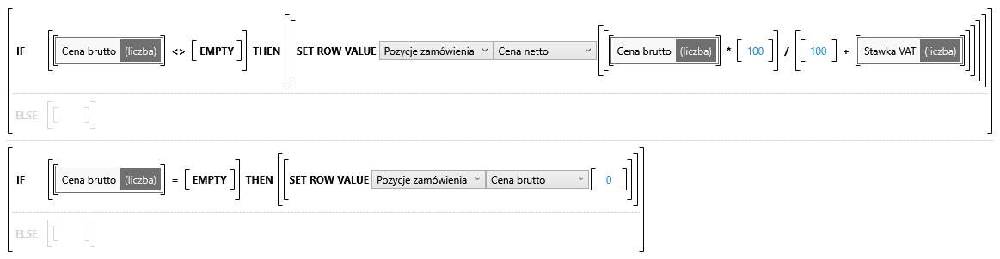 IF Cena brutto (liczba) <> EMPTY THEN SET ROW VALUE Pozycje zamówienia Cena netto Cena brutto (liczba) * 100 / 100 + Stawka VAT (liczba)
ELSE
IF Cena brutto (liczba) = EMPTY THEN SET ROW VALUE Pozycje zamówienia Cena brutto 0
ELSE